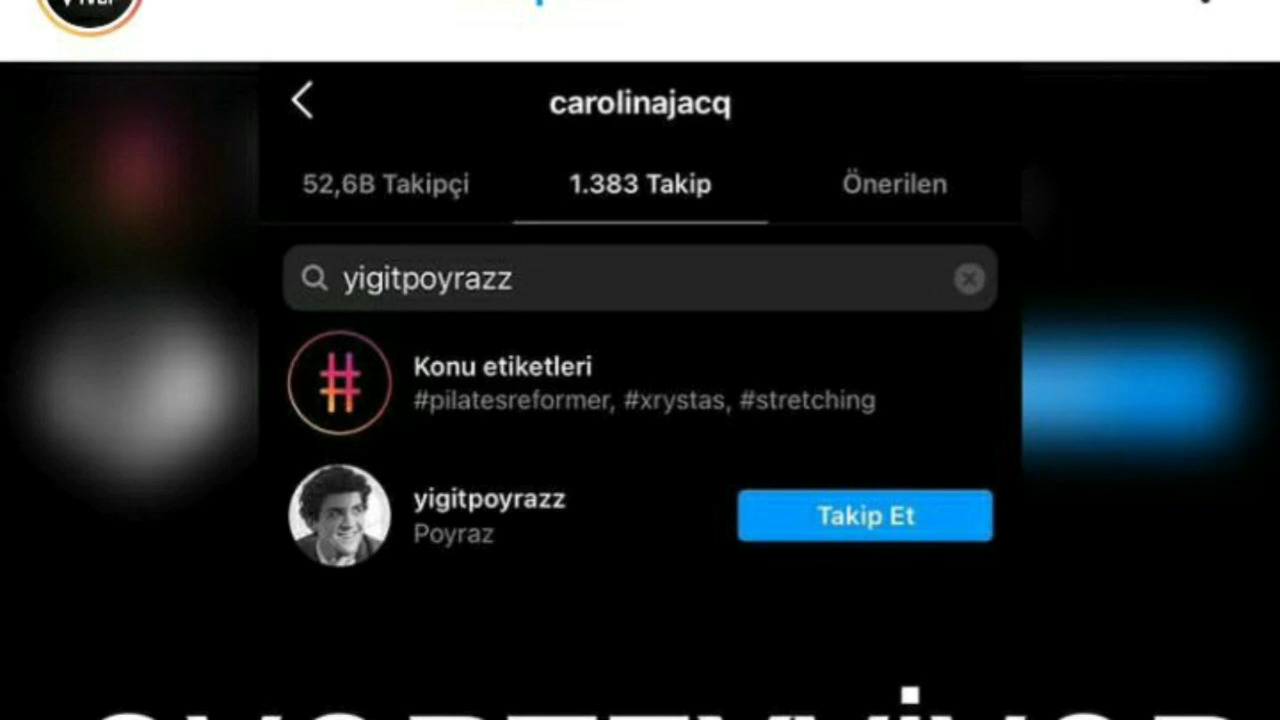 carolinajacq
52,6B Takipçi 1.383 Takip Önerilen
yigitpoyrazz
Konu etiketleri
#pilatesreformer, #xrystas, #stretching
yigitpoyrazz
Poyraz
Takip Et